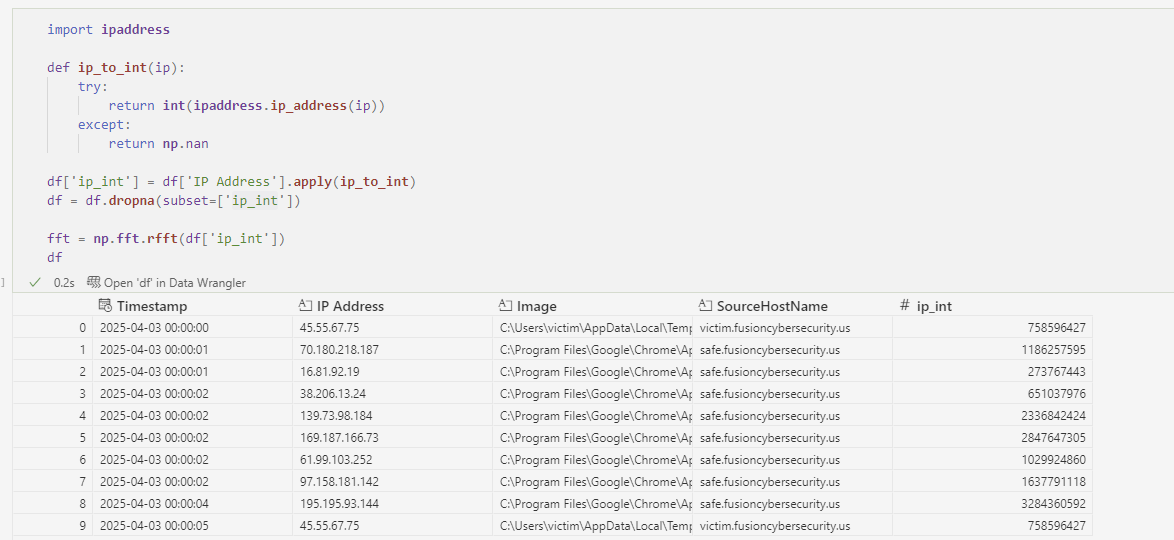 import ipaddress
def ip_to_int(ip):
try:
return int(ipaddress.ip_address(ip))
except:
return np.nan
df['ip_int'] = df['IP Address'].apply(ip_to_int)
df = df.dropna(subset=['ip_int'])
fft = np.fft.rfft(df['ip_int'])
df
] ✓ 0.2s Open 'df' in Data Wrangler
Timestamp IP Address Image SourceHostName # ip_int
0 2025-04-03 00:00:00 45.55.67.75 C:\Users\victim\AppData\Local\Temp victim.fusioncybersecurity.us 758596427
1 2025-04-03 00:00:01 70.180.218.187 C:\Program Files\Google\Chrome\Ap safe.fusioncybersecurity.us 1186257595
2 2025-04-03 00:00:01 16.81.92.19 C:\Program Files\Google\Chrome\Ap safe.fusioncybersecurity.us 273767443
3 2025-04-03 00:00:02 38.206.13.24 C:\Program Files\Google\Chrome\Ap safe.fusioncybersecurity.us 651037976
4 2025-04-03 00:00:02 139.73.98.184 C:\Program Files\Google\Chrome\Ap safe.fusioncybersecurity.us 2336842424
5 2025-04-03 00:00:02 169.187.166.73 C:\Program Files\Google\Chrome\Ap safe.fusioncybersecurity.us 2847647305
6 2025-04-03 00:00:02 61.99.103.252 C:\Program Files\Google\Chrome\Ap safe.fusioncybersecurity.us 1029924860
7 2025-04-03 00:00:02 97.158.181.142 C:\Program Files\Google\Chrome\Ap safe.fusioncybersecurity.us 1637791118
8 2025-04-03 00:00:04 195.195.93.144 C:\Program Files\Google\Chrome\Ap safe.fusioncybersecurity.us 3284360592
9 2025-04-03 00:00:05 45.55.67.75 C:\Users\victim\AppData\Local\Temp victim.fusioncybersecurity.us 758596427